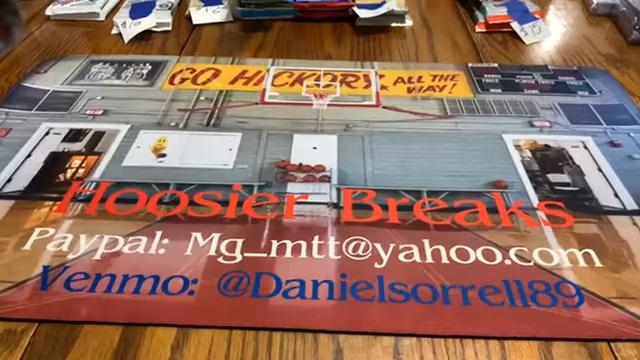 GO HICKORY ALL THE
WAY!
Hoosier Breaks
Paypal: Mg_mtt@yahoo.com
Venmo: @Danielsorrell89